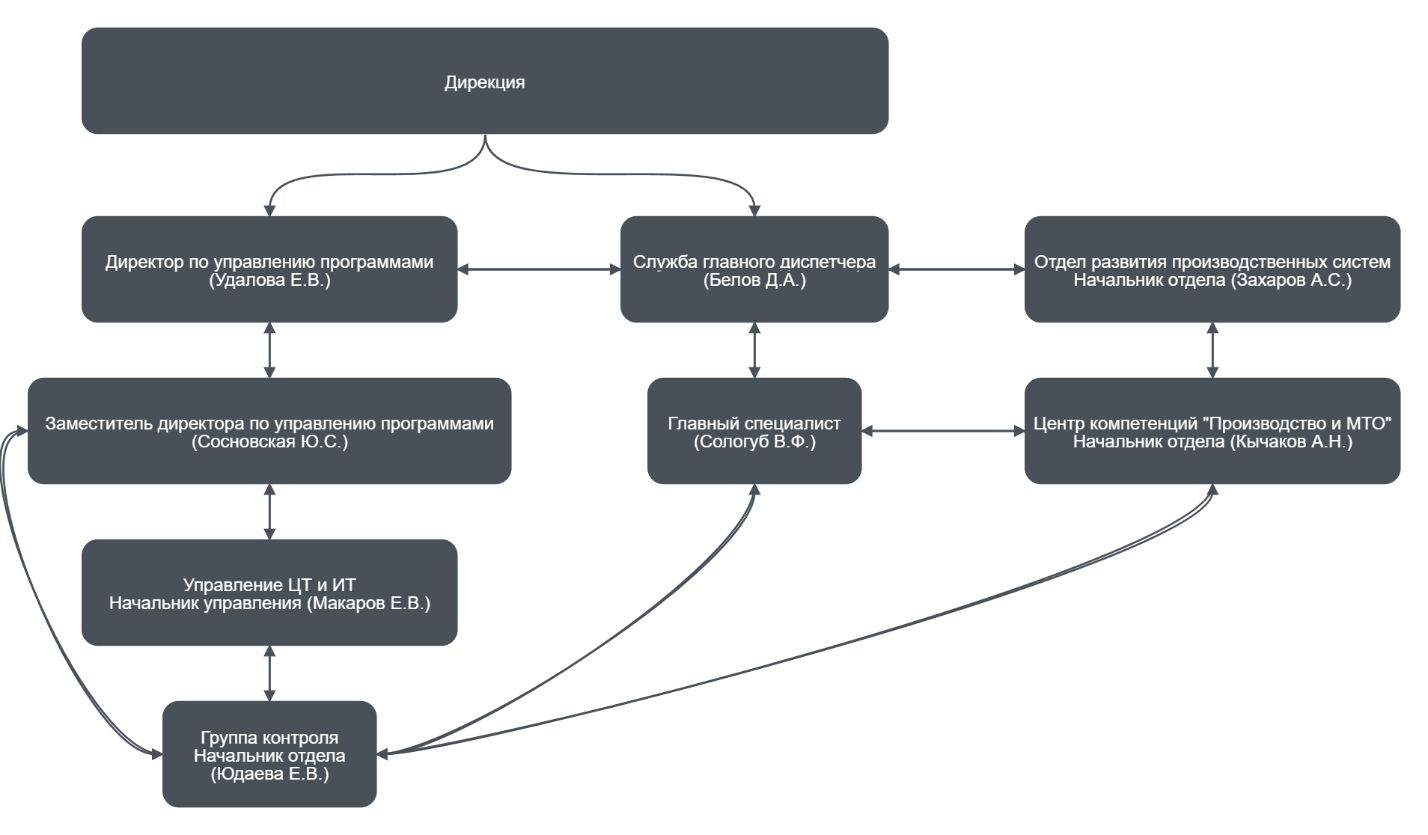 Дирекция
Директор по управлению программами
(Удалова Е.В.)
Служба главного диспетчера
(Белов Д.А.)
Отдел развития производственных систем
Начальник отдела (Захаров А.С.)
Заместитель директора по управлению программами
(Сосновская Ю.С.)
Главный специалист
(Сологуб В.Ф.)
Центр компетенций "Производство и МТО"
Начальник отдела (Кычаков А.Н.)
Управление ЦТ и ИТ
Начальник управления (Макаров Е.В.)
Группа контроля
Начальник отдела
(Юдаева Е.В.)